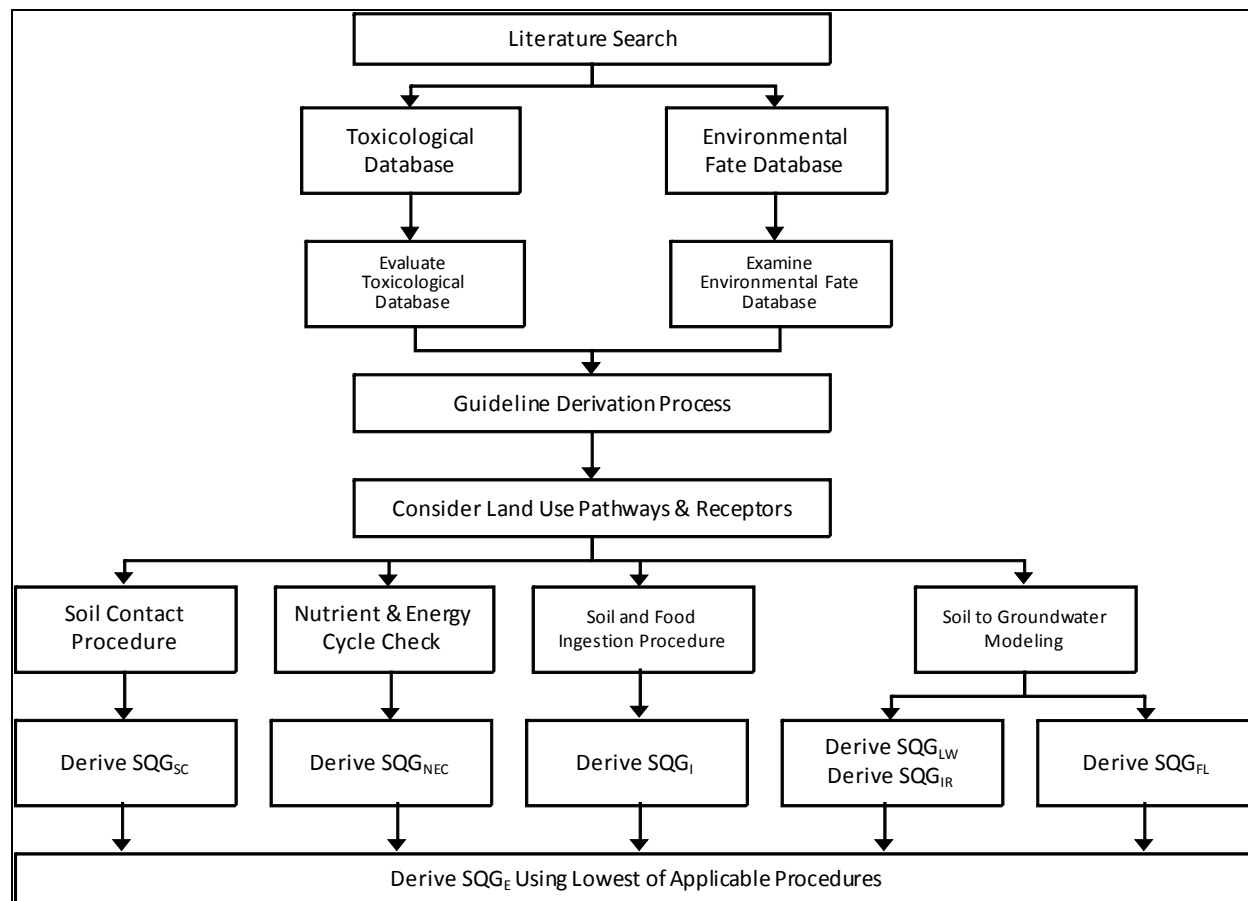 Literature Search
Toxicological
Database
Environmental
Fate Database
Evaluate
Toxicological
Database
Examine
Environmental Fate
Database
Guideline Derivation Process
Consider Land Use Pathways & Receptors
Soil Contact
Procedure
Nutrient & Energy
Cycle Check
Soil and Food
Ingestion Procedure
Soil to Groundwater
Modeling
Derive SQGSC
Derive SQGNEC
Derive SQGI
Derive SQGLW
Derive SQGIR
Derive SQGFL
Derive SQGE Using Lowest of Applicable Procedures